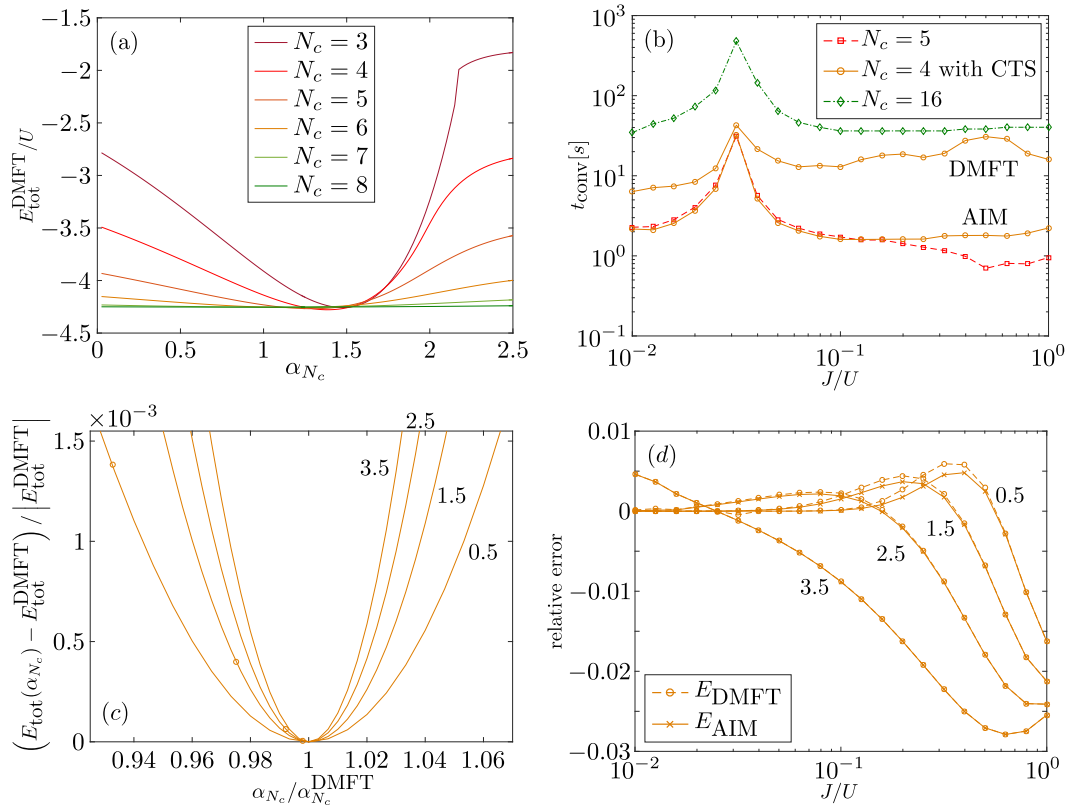 (a)
N_c = 3
N_c = 4
N_c = 5
N_c = 6
N_c = 7
N_c = 8
−1.5
−2
−2.5
−3
−3.5
−4
−4.5
E_tot^DMFT/U
0 0.5 1 1.5 2 2.5
α_{N_c}
(b)
N_c = 5
N_c = 4 with CTS
N_c = 16
DMFT
AIM
10^3
10^2
10^1
10^0
10^{−1}
t_conv[s]
10^{−2} 10^{−1} 10^0
J/U
×10^{−3}
1.5
1
0.5
0
(E_tot(α_{N_c}) − E_tot^DMFT) / |E_tot^DMFT|
2.5
3.5
1.5
0.5
(c)
0.94 0.96 0.98 1 1.02 1.04 1.06
α_{N_c}/α_{N_c}^DMFT
(d)
0.01
0
−0.01
−0.02
−0.03
relative error
0.5
1.5
2.5
3.5
E_DMFT
E_AIM
10^{−2} 10^{−1} 10^0
J/U